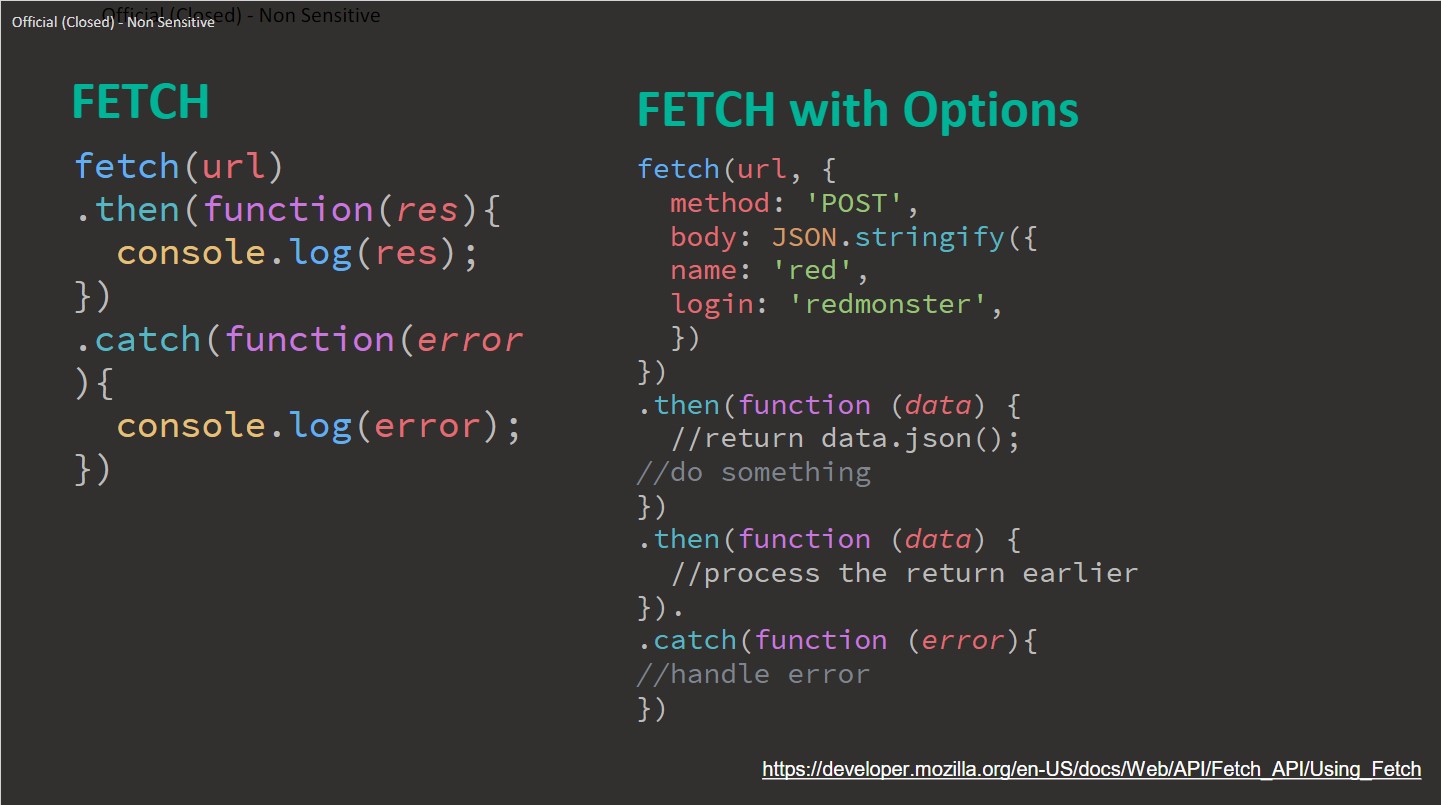 Official (Closed) - Non Sensitive
Official (Closed) - Non Sensitive
FETCH
fetch(url)
.then(function(res){
  console.log(res);
})
.catch(function(error
){
  console.log(error);
})
FETCH with Options
fetch(url, {
  method: 'POST',
  body: JSON.stringify({
  name: 'red',
  login: 'redmonster',
  })
})
.then(function (data) {
  //return data.json();
//do something
})
.then(function (data) {
  //process the return earlier
}).
.catch(function (error){
//handle error
})
https://developer.mozilla.org/en-US/docs/Web/API/Fetch_API/Using_Fetch